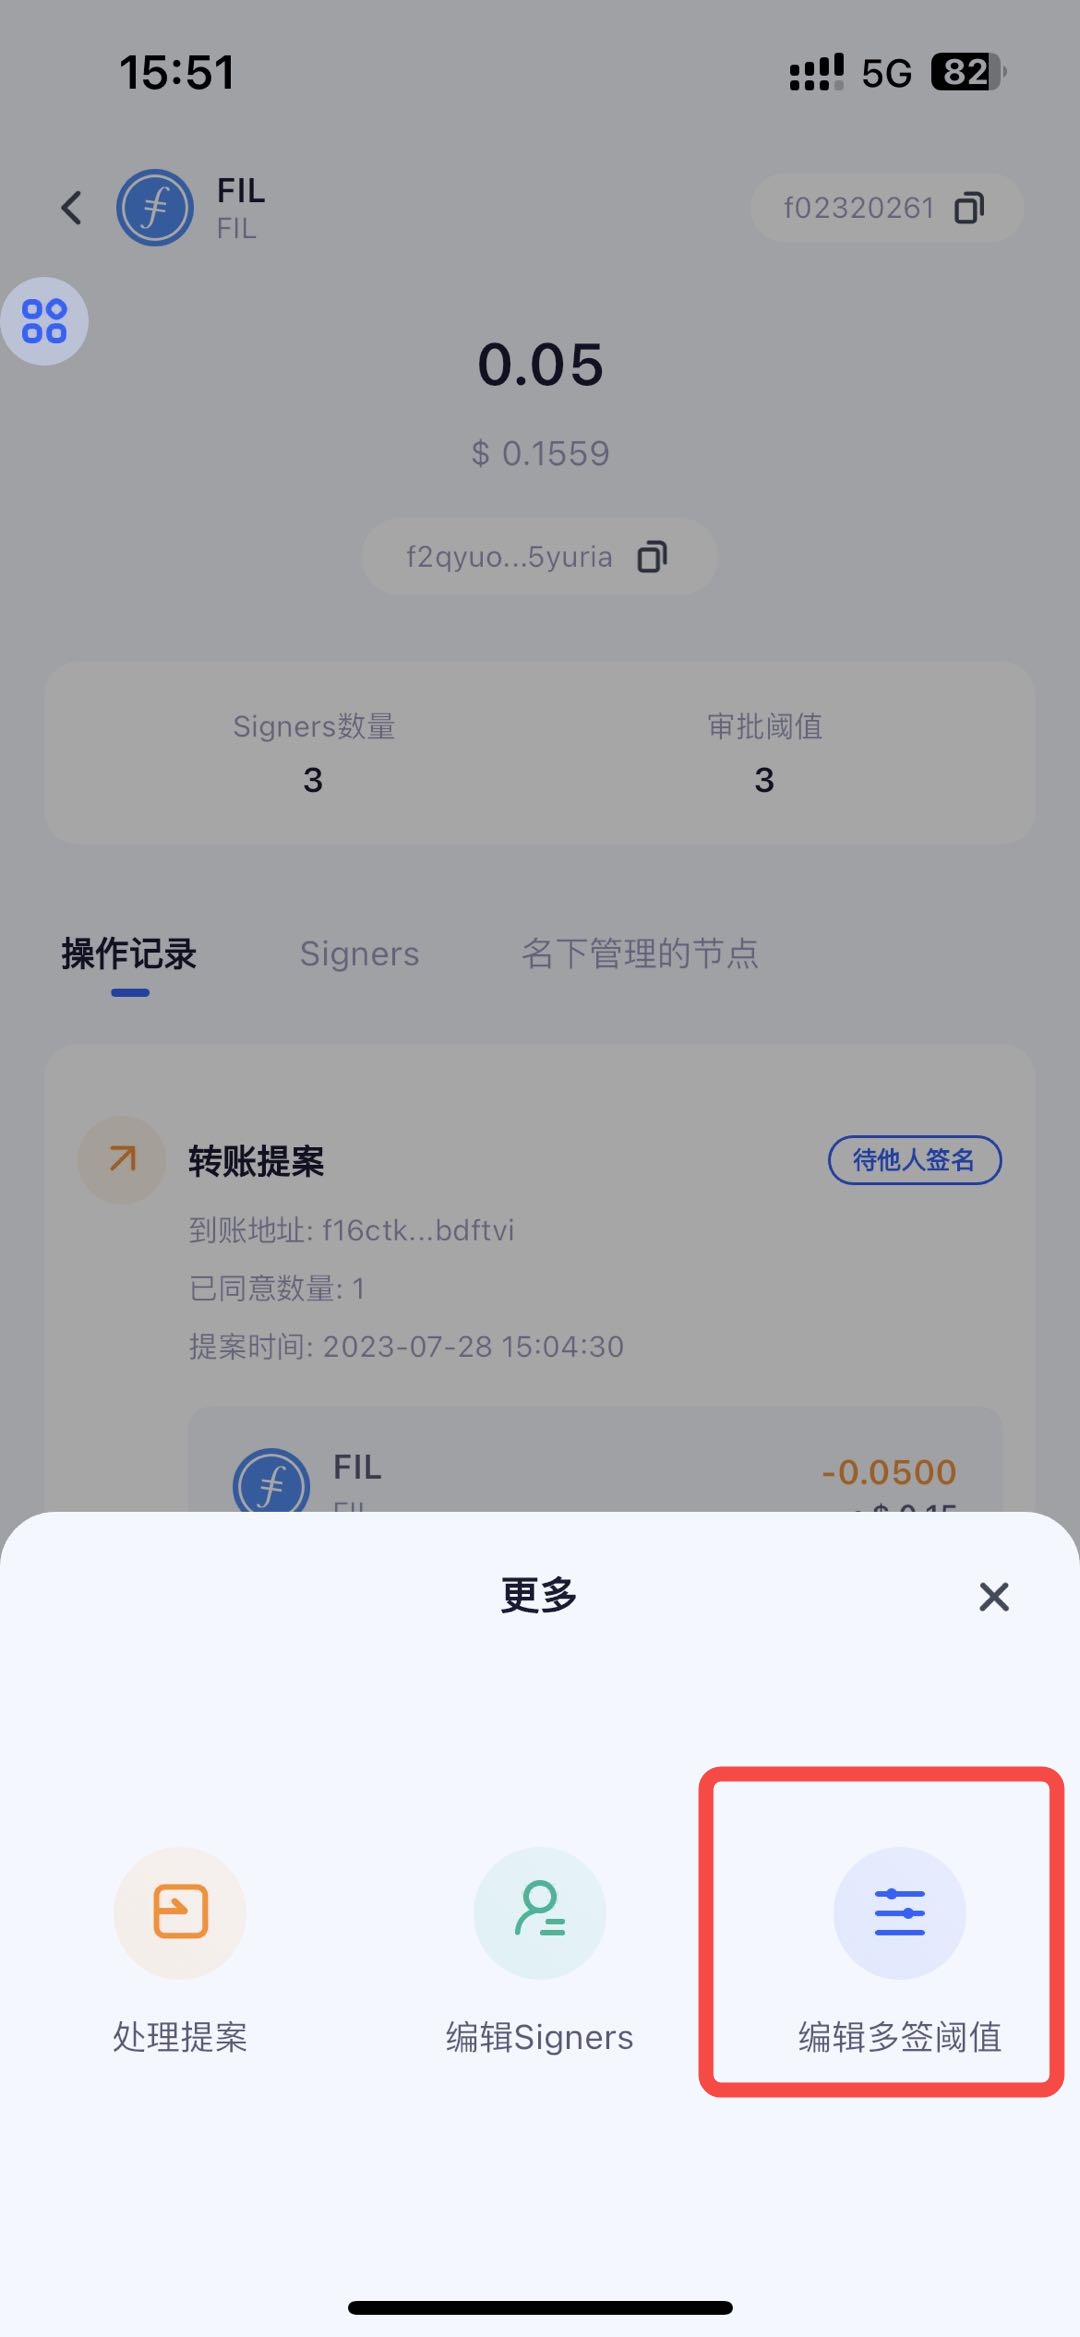 15:51
5G 82
FIL
FIL
f02320261
0.05
$ 0.1559
f2qyuo...5yuria
Signers数量
审批阈值
3
3
操作记录
Signers
名下管理的节点
转账提案
待他人签名
到账地址: f16ctk...bdftvi
已同意数量: 1
提案时间: 2023-07-28 15:04:30
FIL
-0.0500
更多
处理提案
编辑Signers
编辑多签阈值